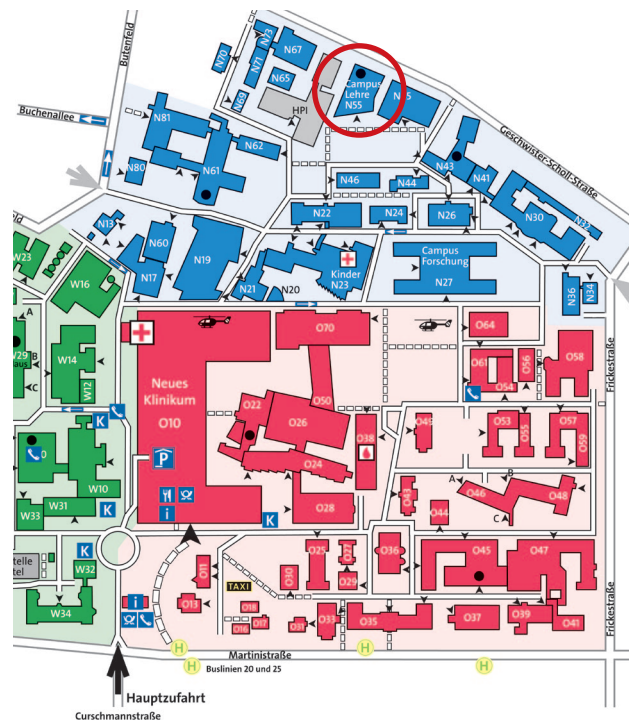 Butenfeld
N73
N67
N70
N71
N65
N69
HPI
Campus
Lehre
N55
Buchenallee
N81
N62
N61
N80
Geschwister-Scholl-Straße
N43
N41
N46
N44
N30
N22
N24
N26
N13
N60
N19
N17
Kinder
N23
N21
N20
Campus
Forschung
N27
N36
N34
W23
W16
A
B
C
W14
W12
K
W10
W31
W33
K
K
W32
W34
Neues
Klinikum
O10
P
i
K
O70
O50
O22
O26
O38
O24
O28
O64
O61
O54
O56
O58
Frickestraße
O49
O53
O55
O57
O59
O43
O44
A
O46
B
C
O48
O11
O13
TAXI
O30
O25
O27
O29
O36
O45
O47
O18
O17
O16
O31
O33
O35
O37
O39
O41
Frickestraße
i
H
H
H
H
Martinistraße
Buslinien 20 und 25
Hauptzufahrt
Curschmannstraße